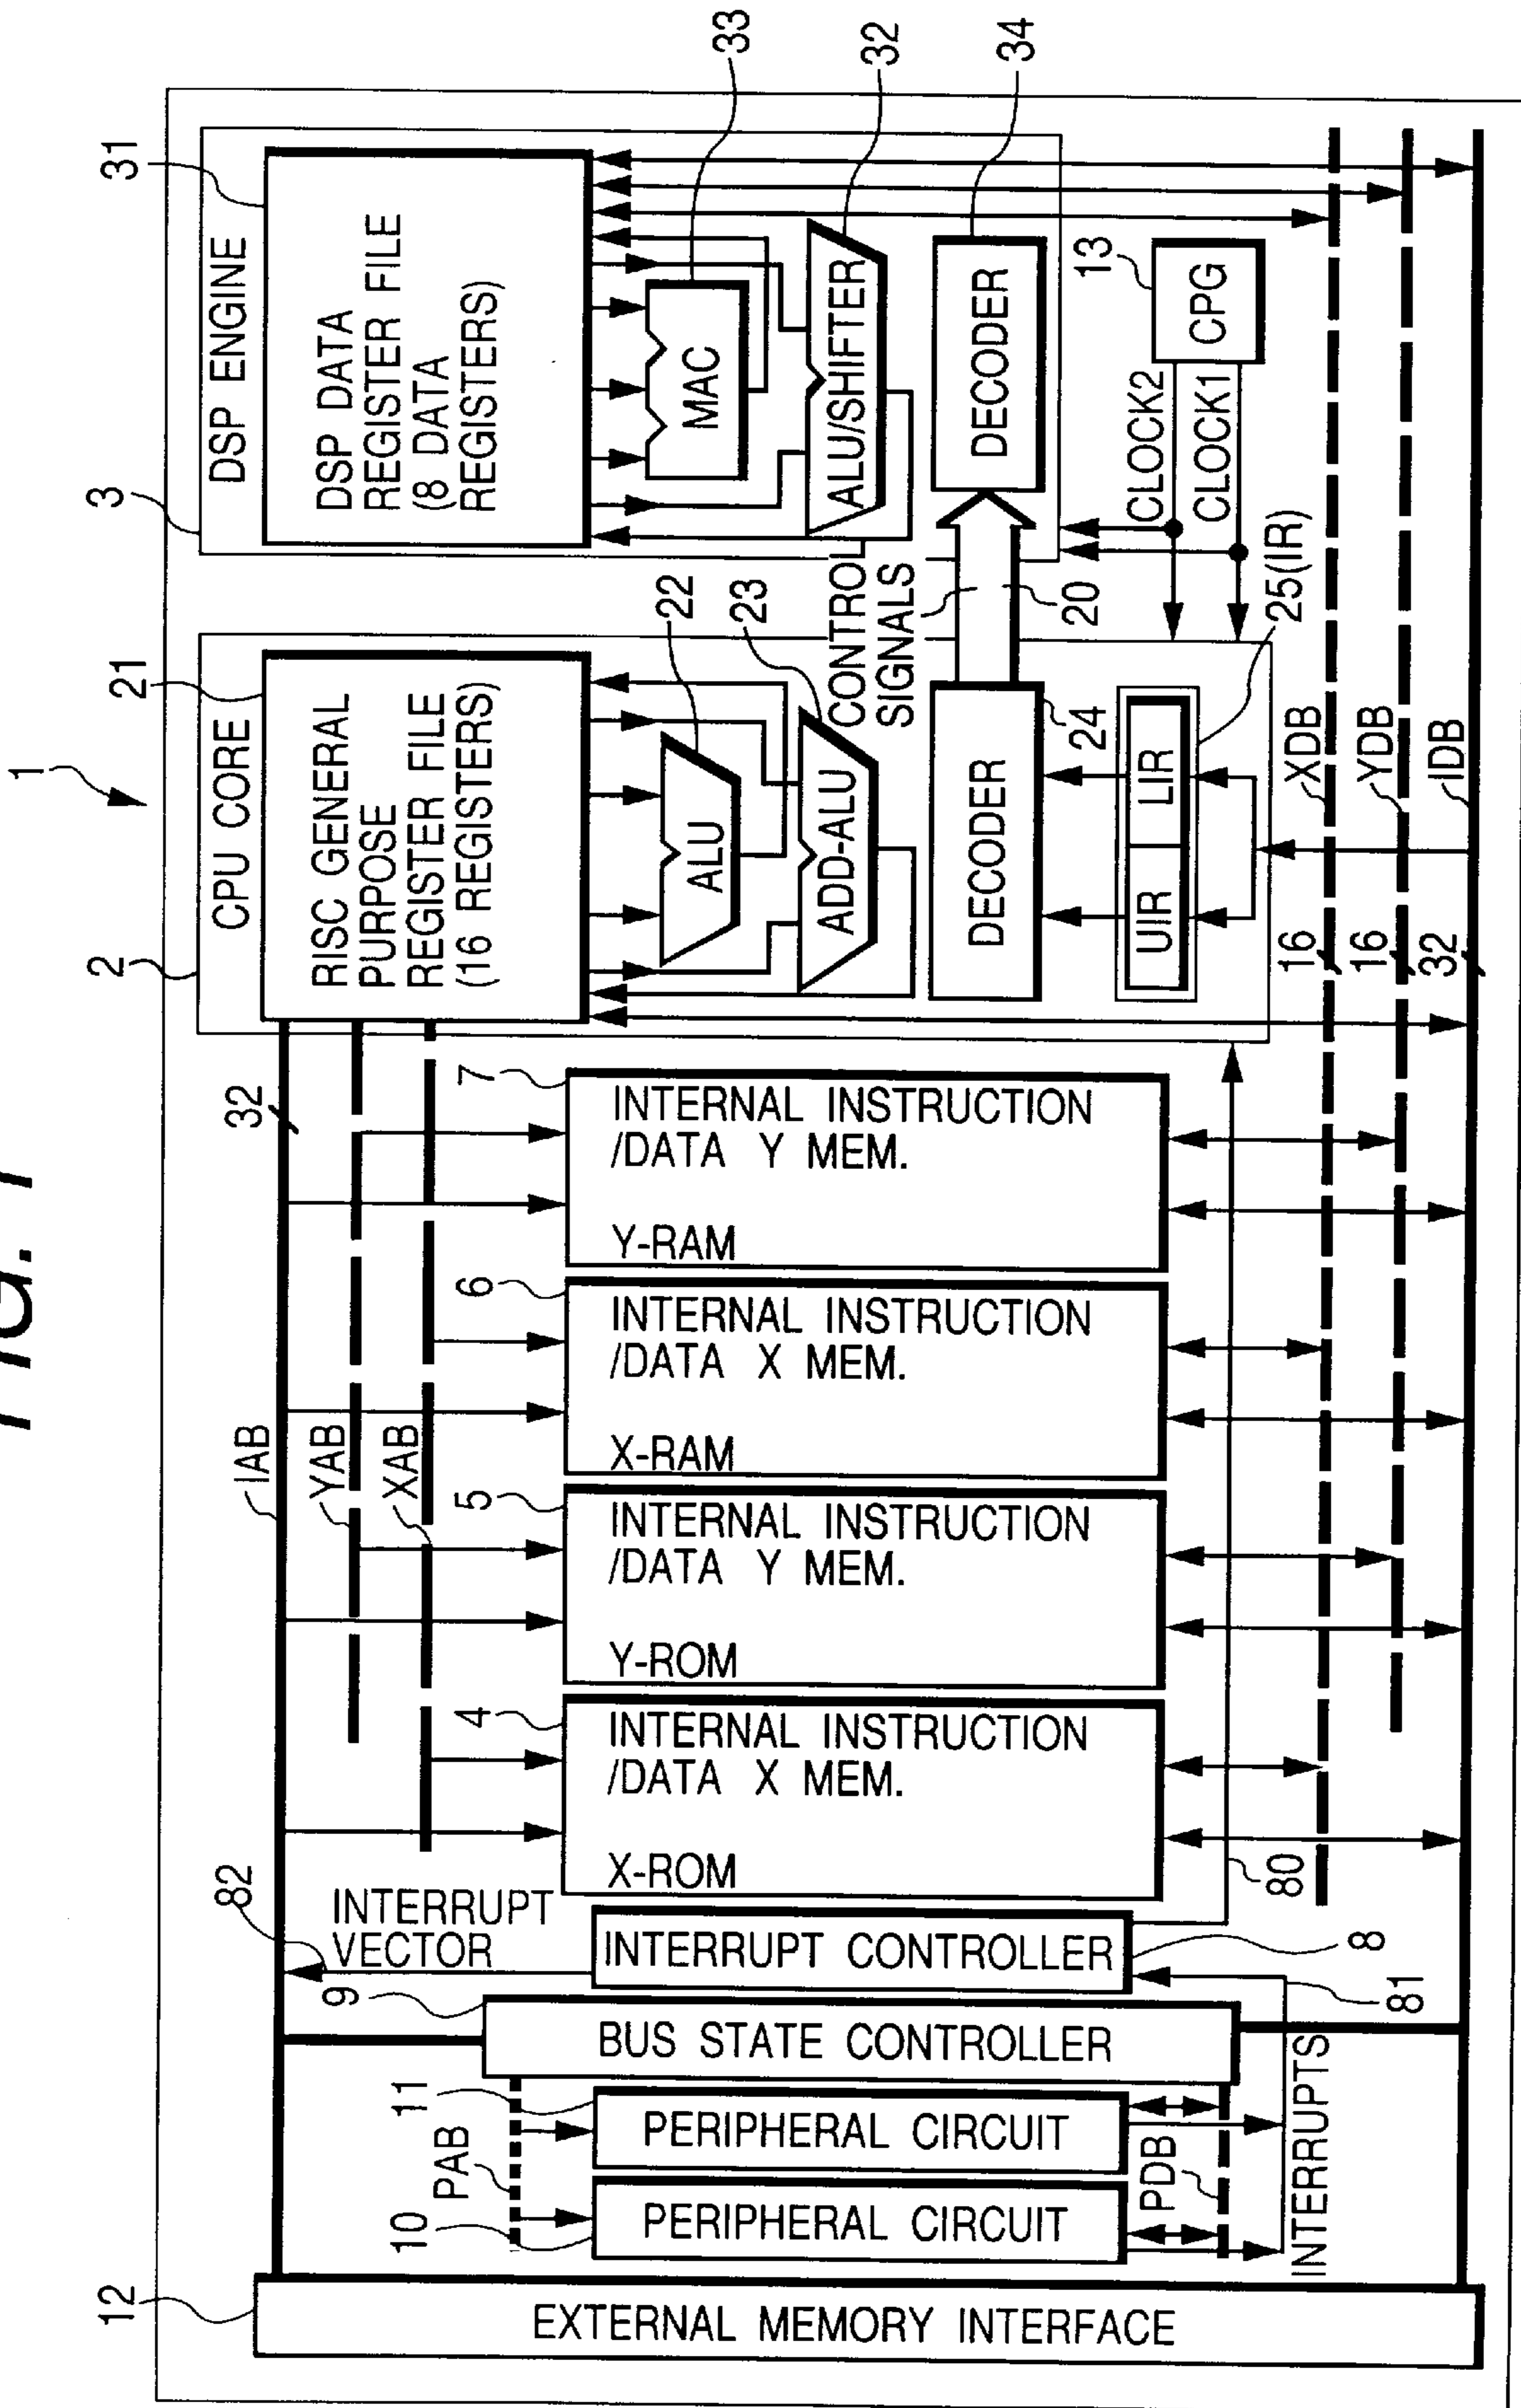 FIG. 1
1
2
CPU CORE
21
RISC GENERAL
PURPOSE
REGISTER FILE
(16 REGISTERS)
22
ALU
23
ADD-ALU
CONTROL
SIGNALS
20
DECODER
24
UIR
LIR
25(IR)
3
DSP ENGINE
31
DSP DATA
REGISTER FILE
(8 DATA
REGISTERS)
33
MAC
32
ALU/SHIFTER
34
DECODER
13
CPG
CLOCK2
CLOCK1
16
XDB
16
YDB
32
IDB
32
IAB
YAB
XAB
7
INTERNAL INSTRUCTION
/DATA Y MEM.
Y-RAM
6
INTERNAL INSTRUCTION
/DATA X MEM.
X-RAM
5
INTERNAL INSTRUCTION
/DATA Y MEM.
Y-ROM
4
INTERNAL INSTRUCTION
/DATA X MEM.
X-ROM
80
82
INTERRUPT
VECTOR
INTERRUPT CONTROLLER
8
81
9
BUS STATE CONTROLLER
11
PERIPHERAL CIRCUIT
PAB
10
PERIPHERAL CIRCUIT
PDB
INTERRUPTS
12
EXTERNAL MEMORY INTERFACE